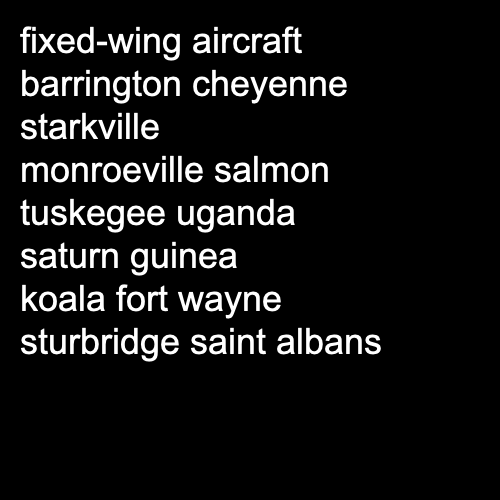 fixed-wing aircraft
barrington cheyenne
starkville
monroeville salmon
tuskegee uganda
saturn guinea
koala fort wayne
sturbridge saint albans